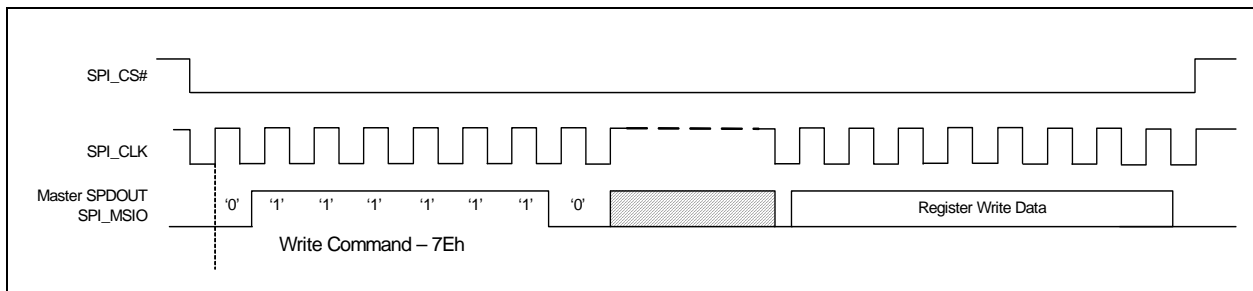 SPI_CS#
SPI_CLK
Master SPDOUT
SPI_MSIO
‘0’ ‘1’ ‘1’ ‘1’ ‘1’ ‘1’ ‘1’ ‘0’
Register Write Data
Write Command – 7Eh